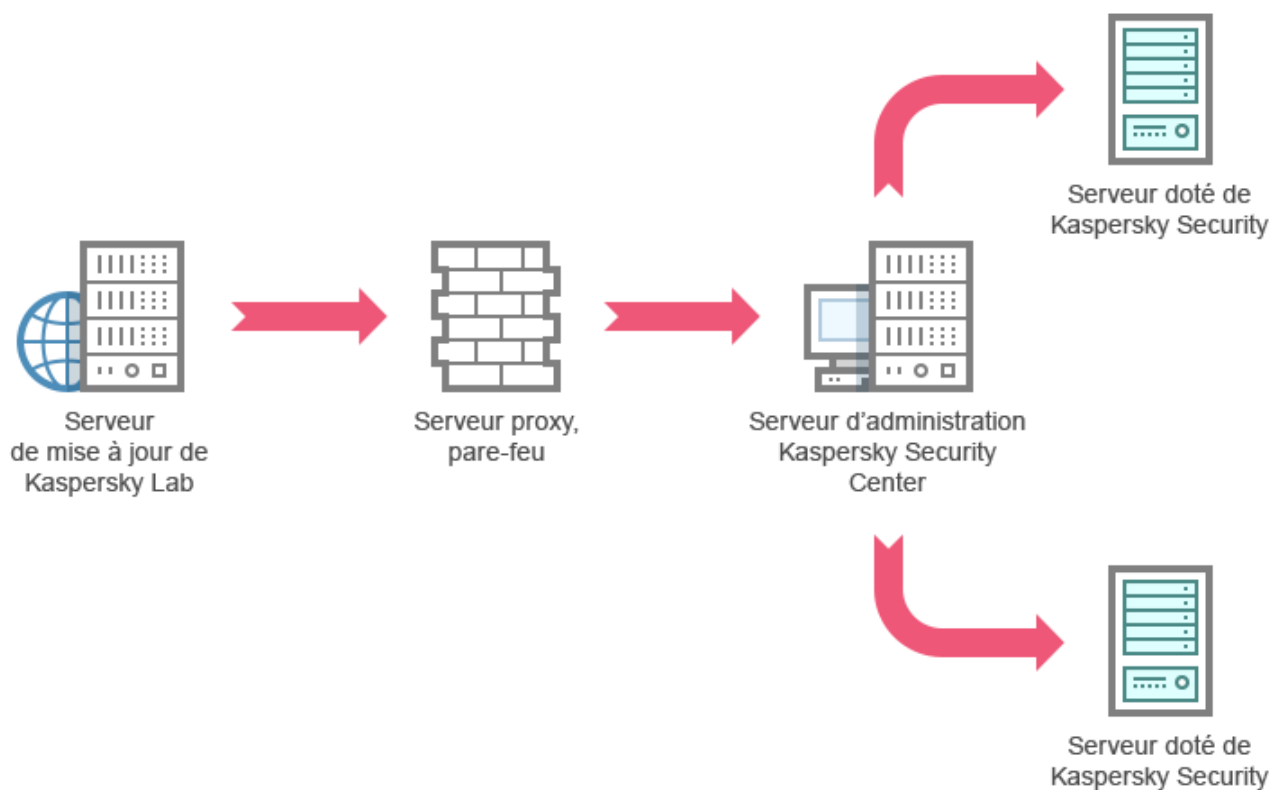 Serveur doté de
Kaspersky Security
Serveur
de mise à jour de
Kaspersky Lab
Serveur proxy,
pare-feu
Serveur d’administration
Kaspersky Security
Center
Serveur doté de
Kaspersky Security